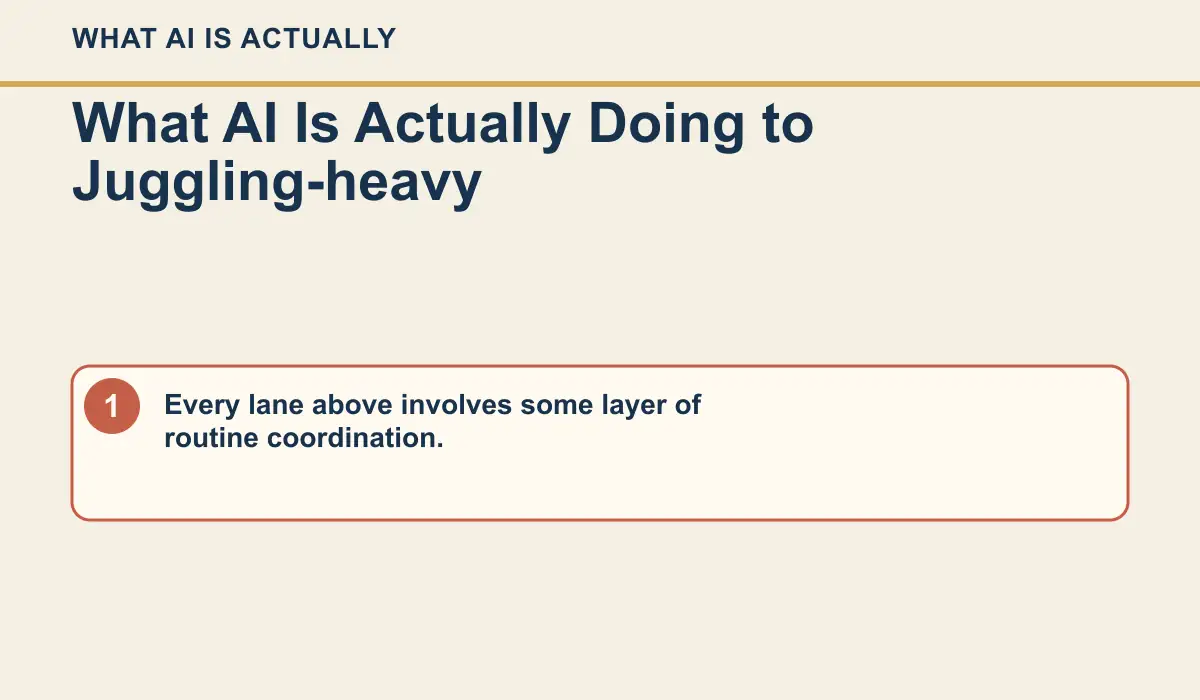 WHAT AI IS ACTUALLY
What AI Is Actually Doing to
Juggling-heavy
1
Every lane above involves some layer of
routine coordination.